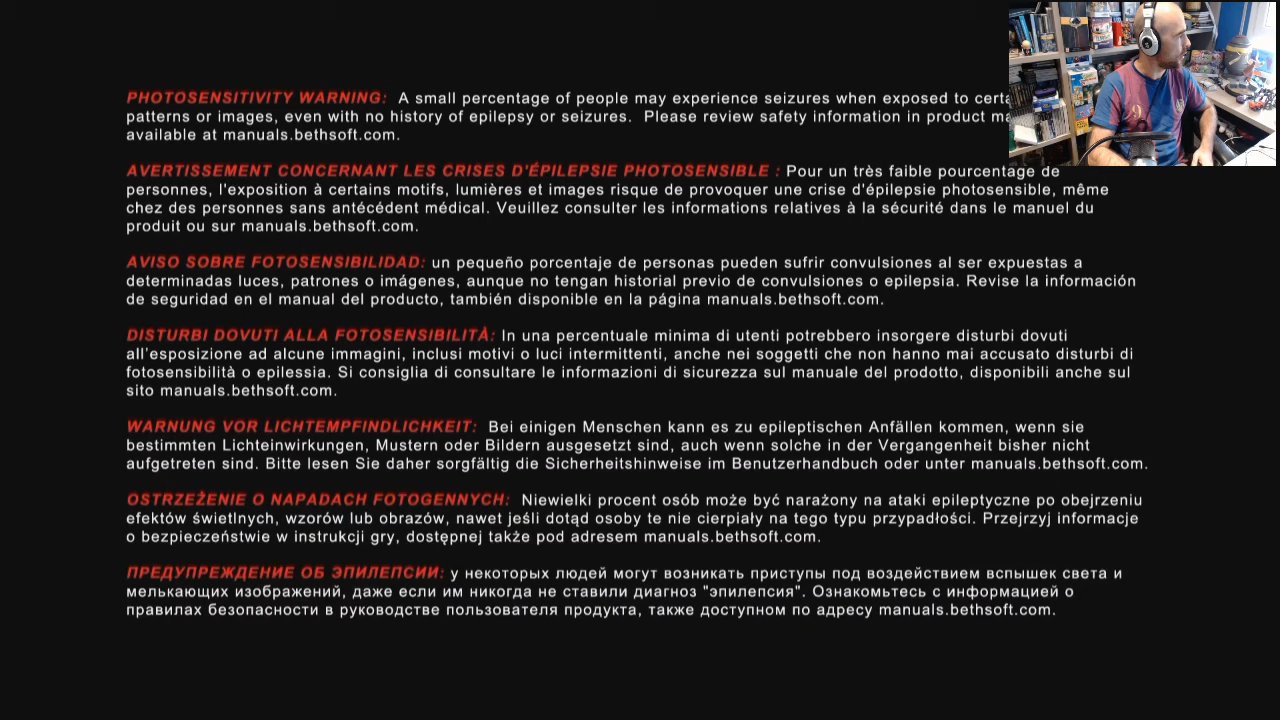 PHOTOSENSITIVITY WARNING: A small percentage of people may experience seizures when exposed to
patterns or images, even with no history of epilepsy or seizures. Please review safety information in product
available at manuals.bethsoft.com.
AVERTISSEMENT CONCERNANT LES CRISES D'ÉPILEPSIE PHOTOSENSIBLE : Pour un très faible pourcentage de
personnes, l'exposition à certains motifs, lumières et images risque de provoquer une crise d'épilepsie photosensible, même
chez des personnes sans antécédent médical. Veuillez consulter les informations relatives à la sécurité dans le manuel du
produit ou sur manuals.bethsoft.com.
AVISO SOBRE FOTOSENSIBILIDAD: un pequeño porcentaje de personas pueden sufrir convulsiones al ser expuestas a
determinadas luces, patrones o imágenes, aunque no tengan historial previo de convulsiones o epilepsia. Revise la información
de seguridad en el manual del producto, también disponible en la página manuals.bethsoft.com.
DISTURBI DOVUTI ALLA FOTOSENSIBILITÀ: In una percentuale minima di utenti potrebbero insorgere disturbi dovuti
all'esposizione ad alcune immagini, inclusi motivi o luci intermittenti, anche nei soggetti che non hanno mai accusato disturbi di
fotosensibilità o epilessia. Si consiglia di consultare le informazioni di sicurezza sul manuale del prodotto, disponibili anche sul
sito manuals.bethsoft.com.
WARNUNG VOR LICHTEMPFINDLICHKEIT: Bei einigen Menschen kann es zu epileptischen Anfällen kommen, wenn sie
bestimmten Lichteinwirkungen, Mustern oder Bildern ausgesetzt sind, auch wenn solche in der Vergangenheit bisher nicht
aufgetreten sind. Bitte lesen Sie daher sorgfältig die Sicherheitshinweise im Benutzerhandbuch oder unter manuals.bethsoft.com.
OSTRZEŻENIE O NAPADACH FOTOGENNYCH: Niewielki procent osób może być narażony na ataki epileptyczne po obejrzeniu
efektów świetlnych, wzorów lub obrazów, nawet jeśli dotąd osoby te nie cierpiały na tego typu przypadłości. Przejrzyj informacje
o bezpieczeństwie w instrukcji gry, dostępnej także pod adresem manuals.bethsoft.com.
ПРЕДУПРЕЖДЕНИЕ ОБ ЭПИЛЕПСИИ: у некоторых людей могут возникать приступы под воздействием вспышек света и
мелькающих изображений, даже если им никогда не ставили диагноз "эпилепсия". Ознакомьтесь с информацией о
правилах безопасности в руководстве пользователя продукта, также доступном по адресу manuals.bethsoft.com.